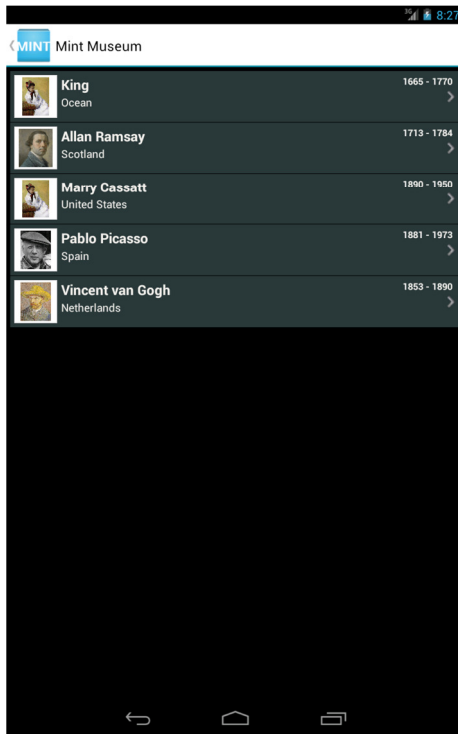 3G 8:27
MINT Mint Museum
King 1665 - 1770
Ocean
Allan Ramsay 1713 - 1784
Scotland
Marry Cassatt 1890 - 1950
United States
Pablo Picasso 1881 - 1973
Spain
Vincent van Gogh 1853 - 1890
Netherlands